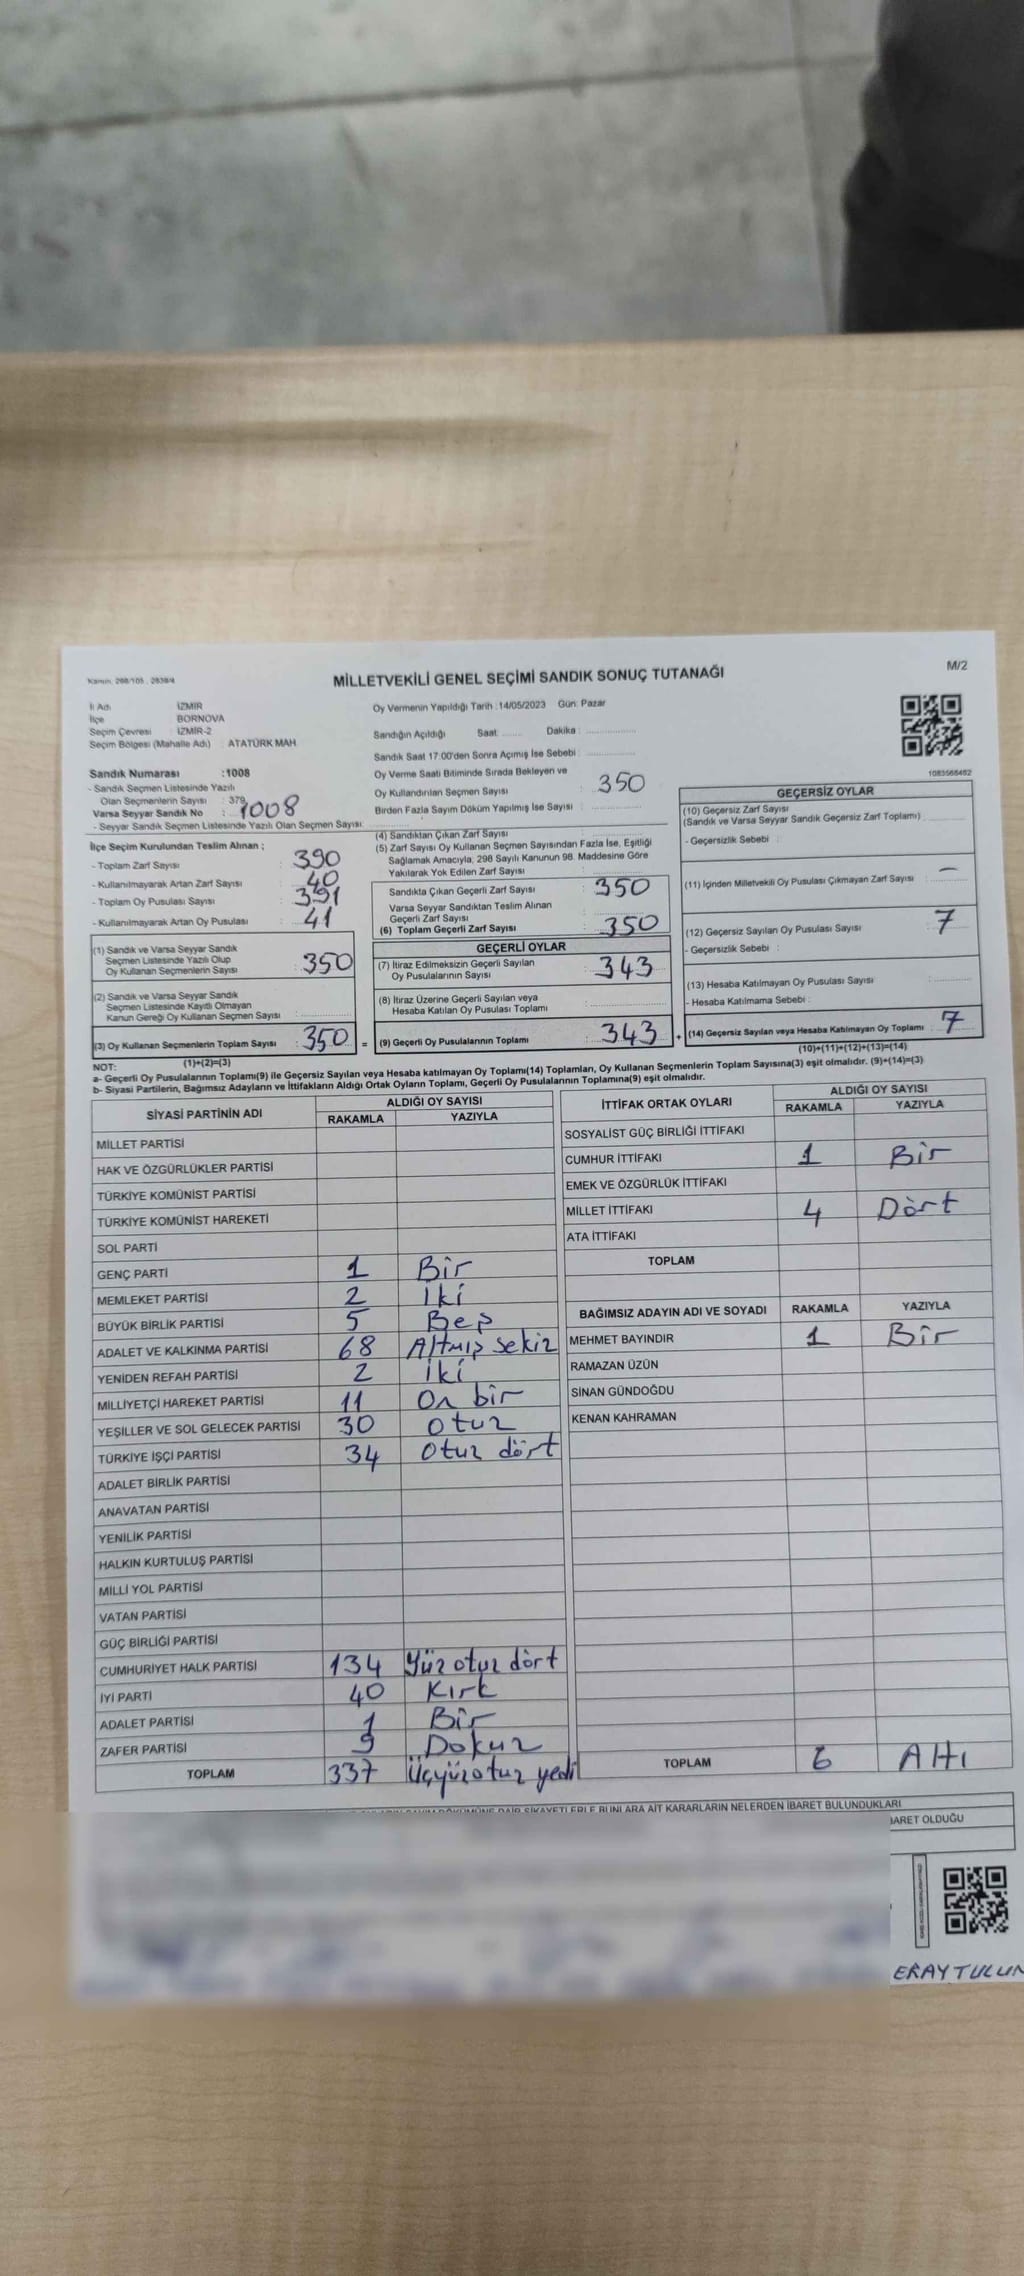 Kanun: 298/105 , 2839/4
MİLLETVEKİLİ GENEL SEÇİMİ SANDIK SONUÇ TUTANAĞI
M/2
İl Adı : İZMİR
İlçe : BORNOVA
Seçim Çevresi : İZMİR-2
Seçim Bölgesi (Mahalle Adı) : ATATÜRK MAH
Sandık Numarası :1008
- Sandık Seçmen Listesinde Yazılı
Olan Seçmenlerin Sayısı : 379
Varsa Seyyar Sandık No : 1008
- Seyyar Sandık Seçmen Listesinde Yazılı Olan Seçmen Sayısı:
Oy Vermenin Yapıldığı Tarih :14/05/2023 Gün: Pazar
Sandığın Açıldığı Saat: ........ Dakika : ....................
Sandık Saat 17:00'den Sonra Açımış İse Sebebi : ....................
Oy Verme Saati Bitiminde Sırada Bekleyen ve
Oy Kullandırılan Seçmen Sayısı : 350
Birden Fazla Sayım Döküm Yapılmış İse Sayısı : ....................
1083568462
İlçe Seçim Kurulundan Teslim Alınan ;
- Toplam Zarf Sayısı : 390
- Kullanılmayarak Artan Zarf Sayısı : 40
- Toplam Oy Pusulası Sayısı : 391
- Kullanılmayarak Artan Oy Pusulası : 41
(1) Sandık ve Varsa Seyyar Sandık
Seçmen Listesinde Yazılı Olup
Oy Kullanan Seçmenlerin Sayısı : 350
(2) Sandık ve Varsa Seyyar Sandık
Seçmen Listesinde Kayıtlı Olmayan
Kanun Gereği Oy Kullanan Seçmen Sayısı :
(3) Oy Kullanan Seçmenlerin Toplam Sayısı : 350 =
(1)+(2)=(3)
(4) Sandıktan Çıkan Zarf Sayısı
(5) Zarf Sayısı Oy Kullanan Seçmen Sayısından Fazla İse, Eşitliği
Sağlamak Amacıyla, 298 Sayılı Kanunun 98. Maddesine Göre
Yakılarak Yok Edilen Zarf Sayısı
Sandıkta Çıkan Geçerli Zarf Sayısı : 350
Varsa Seyyar Sandıktan Teslim Alınan
Geçerli Zarf Sayısı
(6) Toplam Geçerli Zarf Sayısı : 350
GEÇERLİ OYLAR
(7) İtiraz Edilmeksizin Geçerli Sayılan
Oy Pusulalarının Sayısı : 343
(8) İtiraz Üzerine Geçerli Sayılan veya
Hesaba Katılan Oy Pusulası Toplamı
(9) Geçerli Oy Pusulalarının Toplamı : 343 +
GEÇERSİZ OYLAR
(10) Geçersiz Zarf Sayısı
(Sandık ve Varsa Seyyar Sandık Geçersiz Zarf Toplamı)
- Geçersizlik Sebebi :
(11) İçinden Milletvekili Oy Pusulası Çıkmayan Zarf Sayısı : –
(12) Geçersiz Sayılan Oy Pusulası Sayısı : 7
- Geçersizlik Sebebi :
(13) Hesaba Katılmayan Oy Pusulası Sayısı
- Hesaba Katılmama Sebebi :
(14) Geçersiz Sayılan veya Hesaba Katılmayan Oy Toplamı : 7
(10)+(11)+(12)+(13)=(14)
NOT:
a- Geçerli Oy Pusulalarının Toplamı(9) ile Geçersiz Sayılan veya Hesaba katılmayan Oy Toplamı(14) Toplamları, Oy Kullanan Seçmenlerin Toplam Sayısına(3) eşit olmalıdır. (9)+(14)=(3)
b- Siyasi Partilerin, Bağımsız Adayların ve İttifakların Aldığı Ortak Oyların Toplamı, Geçerli Oy Pusulalarının Toplamına(9) eşit olmalıdır.
SİYASİ PARTİNİN ADI ALDIĞI OY SAYISI
RAKAMLA YAZIYLA
MİLLET PARTİSİ
HAK VE ÖZGÜRLÜKLER PARTİSİ
TÜRKİYE KOMÜNİST PARTİSİ
TÜRKİYE KOMÜNİST HAREKETİ
SOL PARTİ
GENÇ PARTİ 1 Bir
MEMLEKET PARTİSİ 2 İki
BÜYÜK BİRLİK PARTİSİ 5 Beş
ADALET VE KALKINMA PARTİSİ 68 Altmış sekiz
YENİDEN REFAH PARTİSİ 2 İki
MİLLİYETÇİ HAREKET PARTİSİ 11 On bir
YEŞİLLER VE SOL GELECEK PARTİSİ 30 otuz
TÜRKİYE İŞÇİ PARTİSİ 34 Otuz dört
ADALET BİRLİK PARTİSİ
ANAVATAN PARTİSİ
YENİLİK PARTİSİ
HALKIN KURTULUŞ PARTİSİ
MİLLİ YOL PARTİSİ
VATAN PARTİSİ
GÜÇ BİRLİĞİ PARTİSİ
CUMHURİYET HALK PARTİSİ 134 Yüz otuz dört
İYİ PARTİ 40 Kırk
ADALET PARTİSİ 1 Bir
ZAFER PARTİSİ 9 Dokuz
TOPLAM 337 Üçyüzotuz yedi
İTTİFAK ORTAK OYLARI ALDIĞI OY SAYISI
RAKAMLA YAZIYLA
SOSYALİST GÜÇ BİRLİĞİ İTTİFAKI
CUMHUR İTTİFAKI 1 Bir
EMEK VE ÖZGÜRLÜK İTTİFAKI
MİLLET İTTİFAKI 4 Dört
ATA İTTİFAKI
TOPLAM
BAĞIMSIZ ADAYIN ADI VE SOYADI RAKAMLA YAZIYLA
MEHMET BAYINDIR 1 Bir
RAMAZAN ÜZÜN
SİNAN GÜNDOĞDU
KENAN KAHRAMAN
TOPLAM 6 Altı
ŞİKAYETLERLE BUNLARA AİT KARARLARIN NELERDEN İBARET BULUNDUKLARI
BARET OLDUĞU
ERAY TULUN